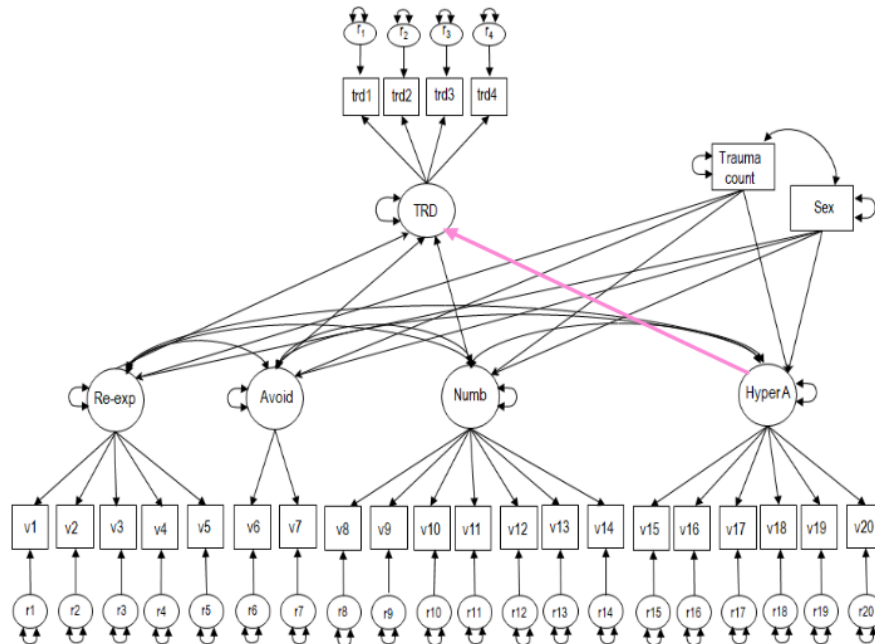 r1 r2 r3 r4
trd1 trd2 trd3 trd4
Trauma
count
TRD
Sex
Re-exp Avoid Numb HyperA
v1 v2 v3 v4 v5 v6 v7 v8 v9 v10 v11 v12 v13 v14 v15 v16 v17 v18 v19 v20
r1 r2 r3 r4 r5 r6 r7 r8 r9 r10 r11 r12 r13 r14 r15 r16 r17 r18 r19 r20